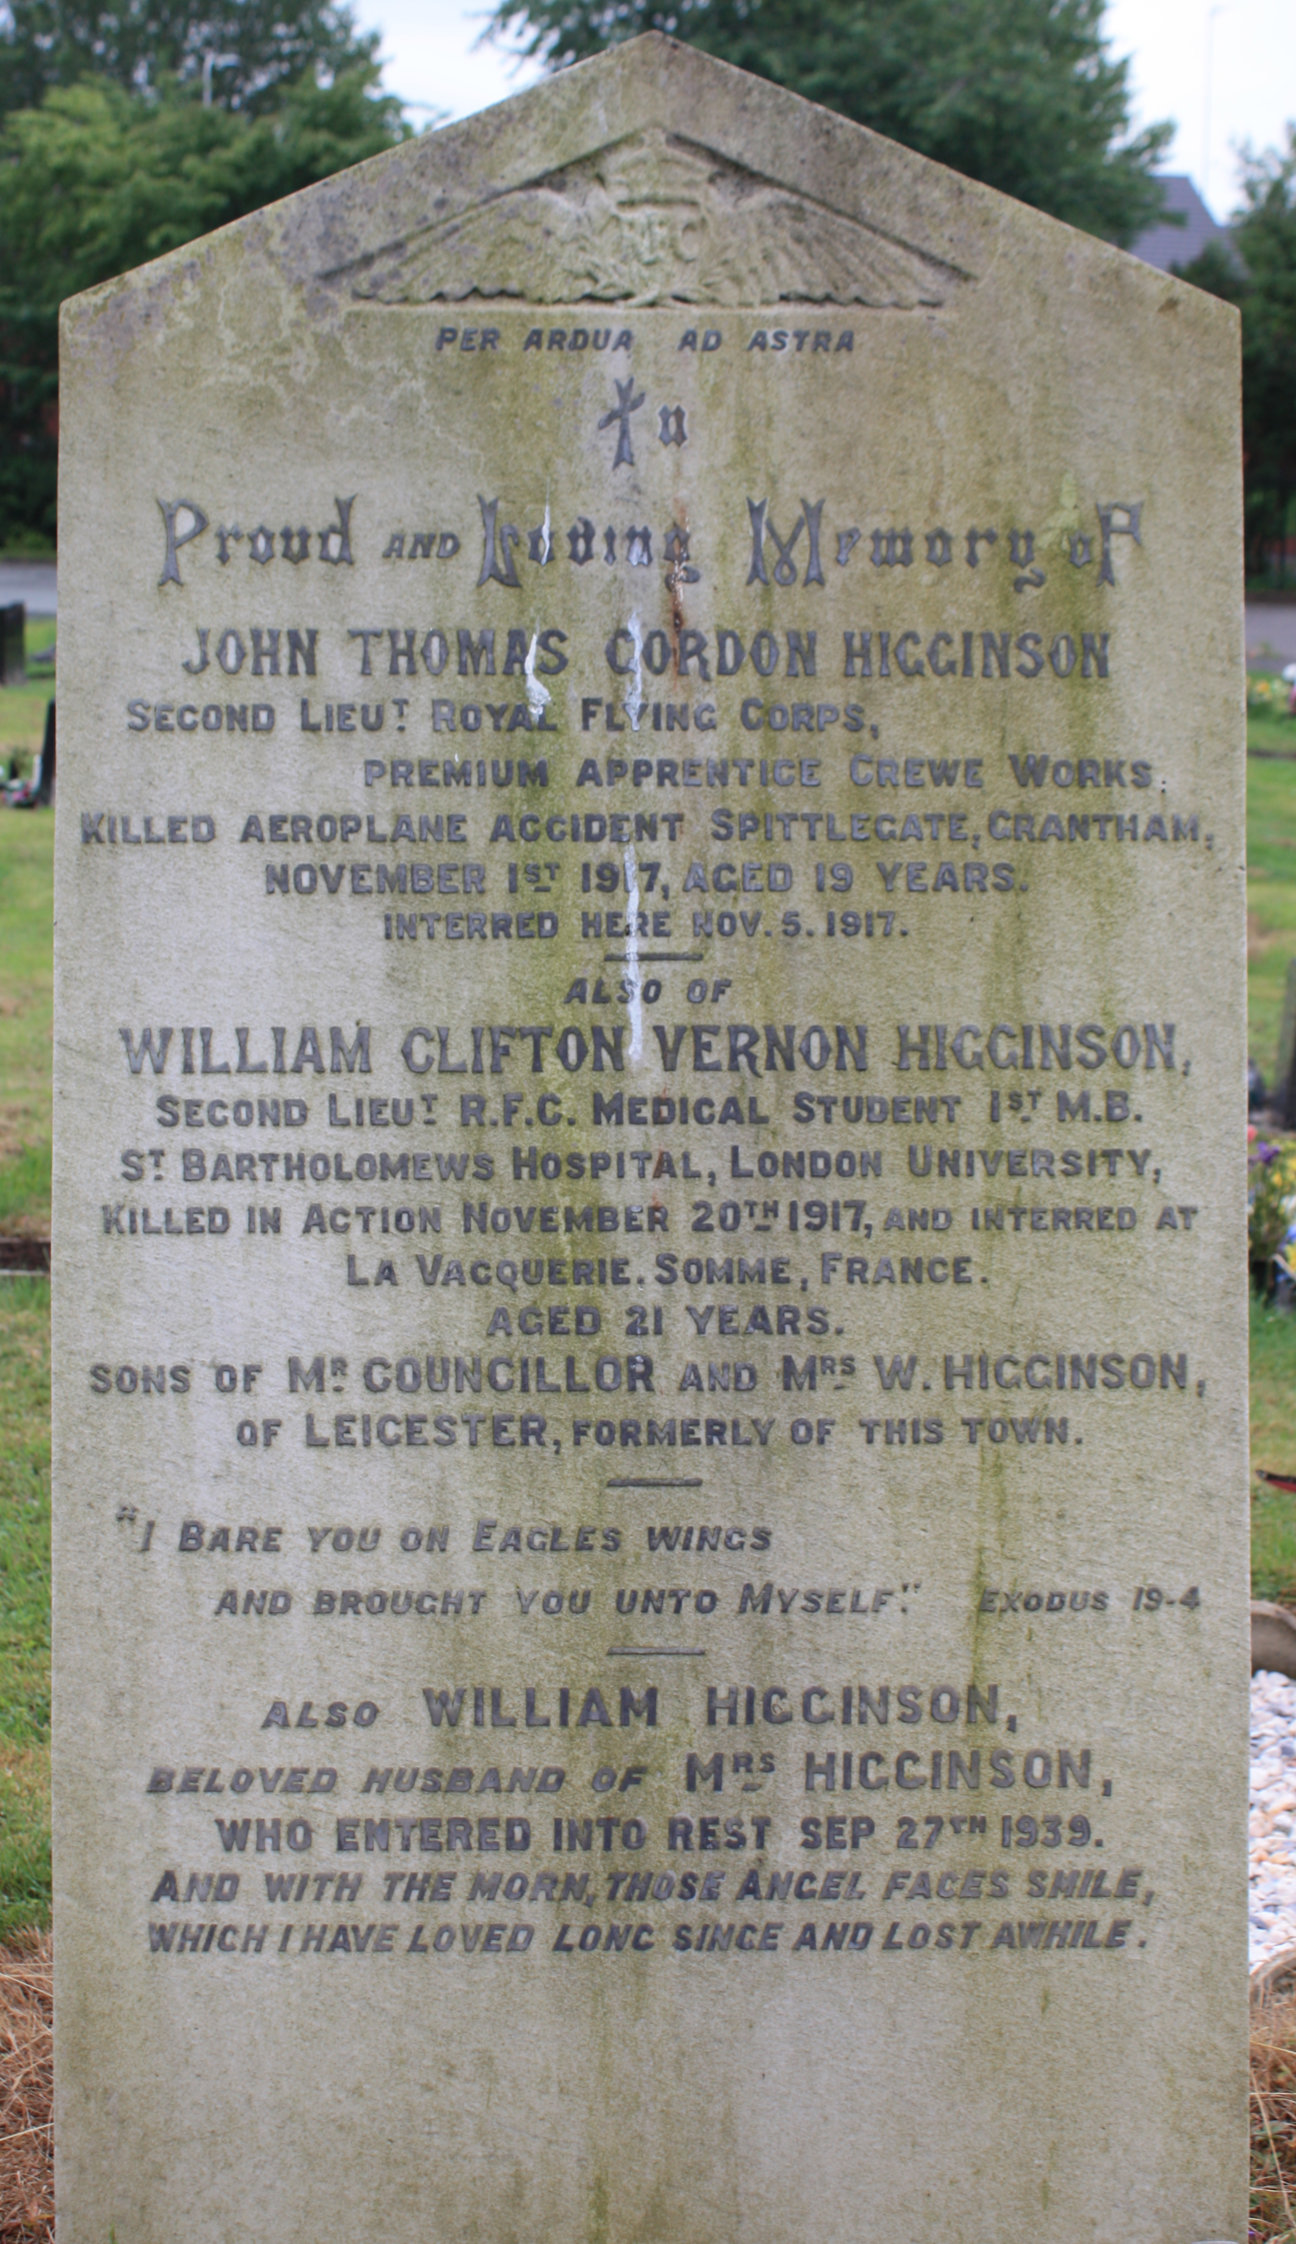 RFC
PER ARDUA AD ASTRA
In
Proud AND Loving Memory of
JOHN THOMAS GORDON HIGGINSON
SECOND LIEUT ROYAL FLYING CORPS,
PREMIUM APPRENTICE CREWE WORKS.
KILLED AEROPLANE ACCIDENT SPITTLEGATE, GRANTHAM,
NOVEMBER 1ST 1917, AGED 19 YEARS.
INTERRED HERE NOV. 5. 1917.
ALSO OF
WILLIAM CLIFTON VERNON HIGGINSON,
SECOND LIEUT R.F.C. MEDICAL STUDENT 1ST M.B.
ST BARTHOLOMEWS HOSPITAL, LONDON UNIVERSITY,
KILLED IN ACTION NOVEMBER 20TH 1917, AND INTERRED AT
LA VACQUERIE. SOMME, FRANCE.
AGED 21 YEARS.
SONS OF MR COUNCILLOR AND MRS W. HIGGINSON,
OF LEICESTER, FORMERLY OF THIS TOWN.
"I BARE YOU ON EAGLES WINGS
AND BROUGHT YOU UNTO MYSELF." EXODUS 19-4
ALSO WILLIAM HIGGINSON,
BELOVED HUSBAND OF MRS HIGGINSON,
WHO ENTERED INTO REST SEP 27TH 1939.
AND WITH THE MORN, THOSE ANGEL FACES SMILE,
WHICH I HAVE LOVED LONG SINCE AND LOST AWHILE.